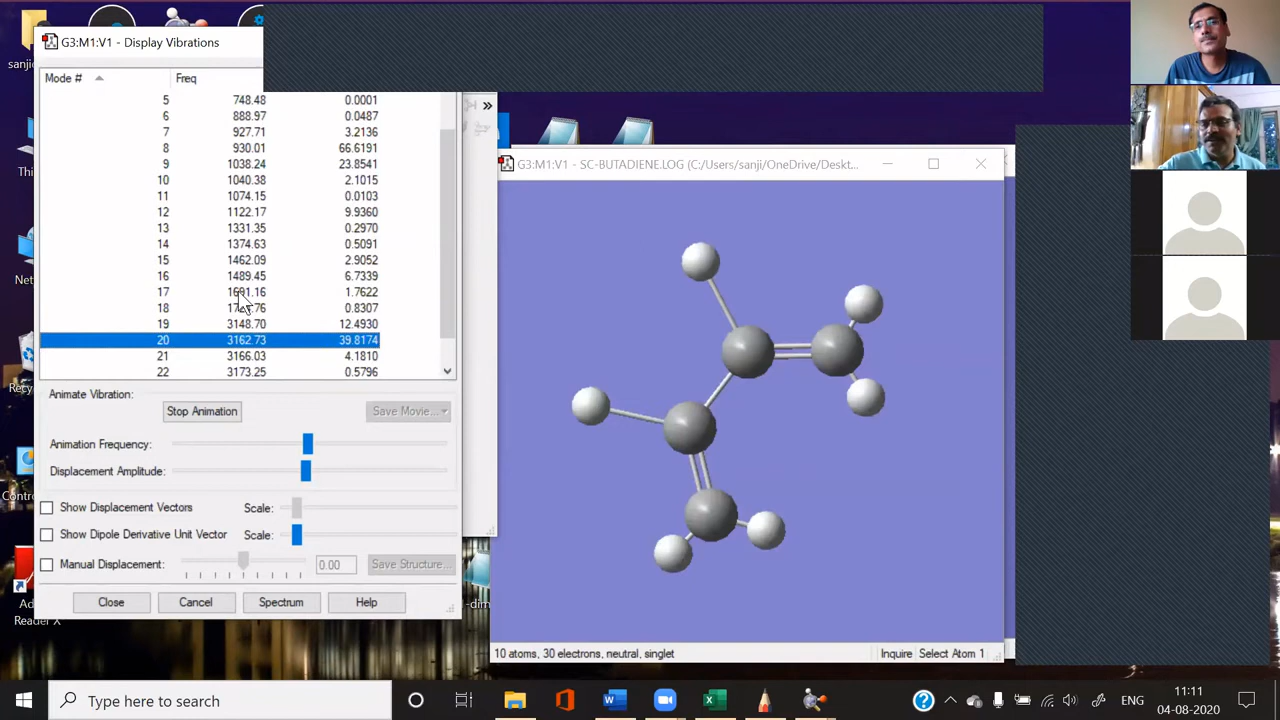 sanji
G3:M1:V1 - Display Vibrations
Mode # Freq
5 748.48 0.0001
6 888.97 0.0487
7 927.71 3.2136
8 930.01 66.6191
9 1038.24 23.8541
10 1040.38 2.1015
11 1074.15 0.0103
12 1122.17 9.9360
13 1331.35 0.2970
14 1374.63 0.5091
15 1462.09 2.9052
16 1489.45 6.7339
17 1.7622
18 0.8307
19 3148.70 12.4930
20 3162.73 39.8174
21 3166.03 4.1810
22 3173.25 0.5796
Animate Vibration:
Stop Animation Save Movie...
Animation Frequency:
Displacement Amplitude:
Show Displacement Vectors Scale:
Show Dipole Derivative Unit Vector Scale:
Manual Displacement: 0.00 Save Structure...
Close Cancel Spectrum Help
G3:M1:V1 - SC-BUTADIENE.LOG (C:/Users/sanji/OneDrive/Deskt...
10 atoms, 30 electrons, neutral, singlet Inquire Select Atom 1
Thi
Net
Recy
Contro
Ad
Reader X
-dim
Type here to search
ENG
11:11
04-08-2020